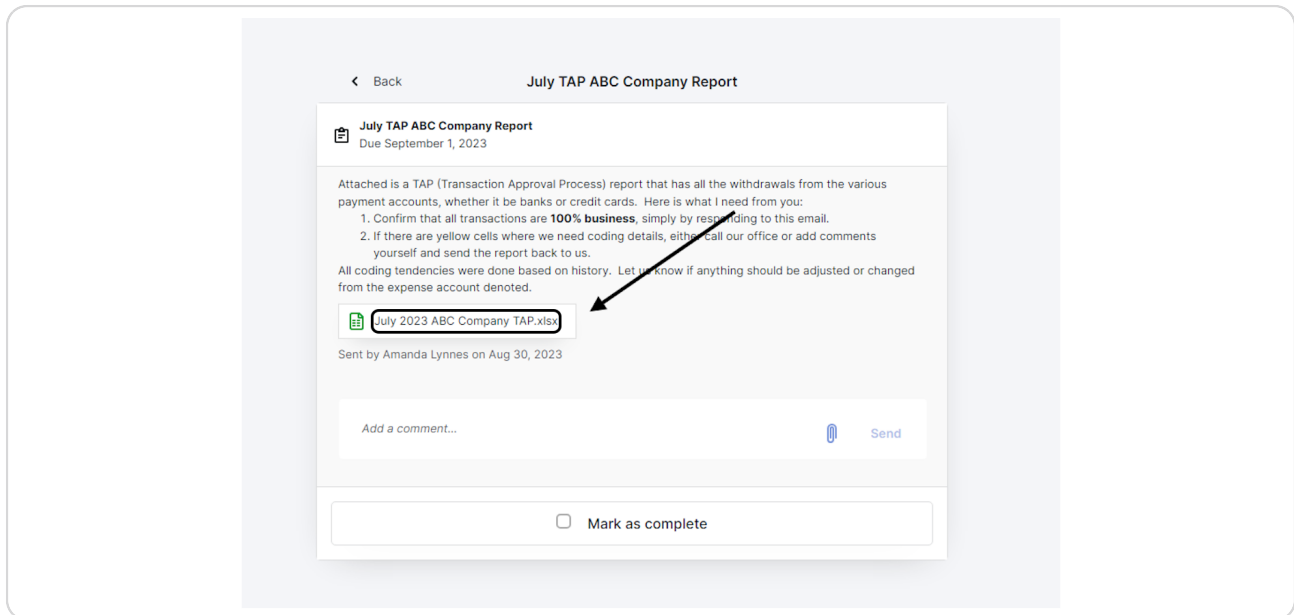 Back
July TAP ABC Company Report
July TAP ABC Company Report
Due September 1, 2023
Attached is a TAP (Transaction Approval Process) report that has all the withdrawals from the various
payment accounts, whether it be banks or credit cards. Here is what I need from you:
1. Confirm that all transactions are 100% business, simply by responding to this email.
2. If there are yellow cells where we need coding details, either call our office or add comments
yourself and send the report back to us.
All coding tendencies were done based on history. Let us know if anything should be adjusted or changed
from the expense account denoted.
July 2023 ABC Company TAP.xlsx
Sent by Amanda Lynnes on Aug 30, 2023
Add a comment...
Send
Mark as complete